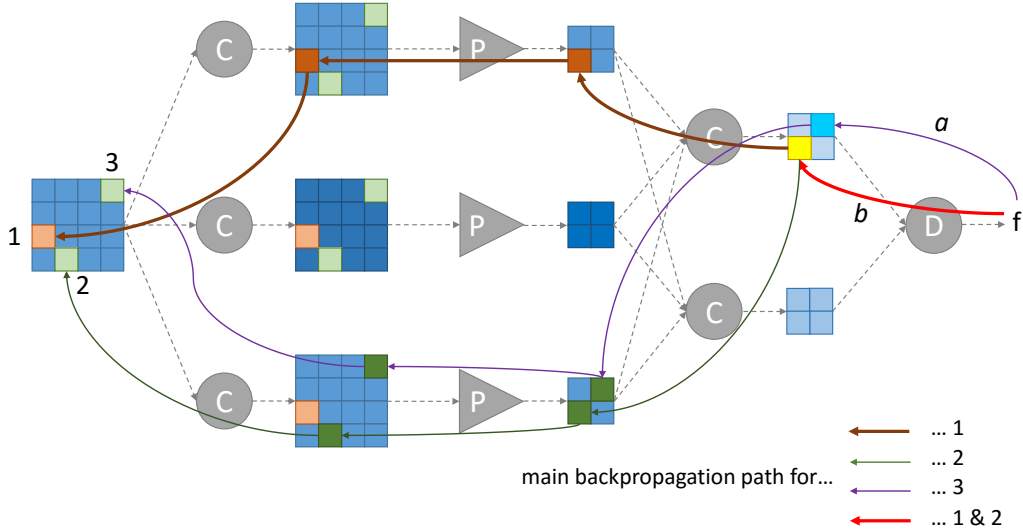 C
P
3
C
a
1
C
P
b
D
f
2
C
C
P
main backpropagation path for…
… 1
… 2
… 3
… 1 & 2